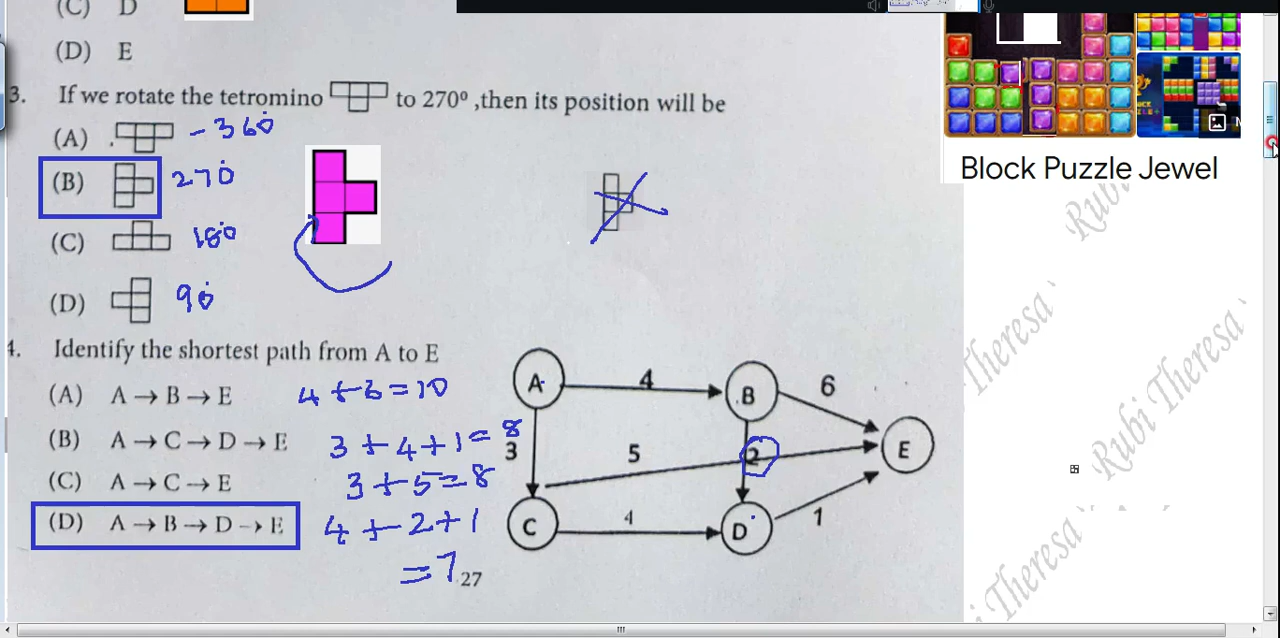 (C) D
(D) E
3. If we rotate the tetromino to 270⁰ ,then its position will be
(A) - 360
(B) 270
(C) 180
(D) 90
4. Identify the shortest path from A to E
(A) A → B → E 4 + 6 = 10
(B) A → C → D → E 3 + 4 + 1 = 8
(C) A → C → E 3 + 5 = 8
(D) A → B → D → E 4 + 2 + 1
= 7
27
A 4 B 6
3 5 2 E
C 4 D 1
Block Puzzle Jewel
Rubi Theresa
Theresa
Rubi Theresa
i Theresa